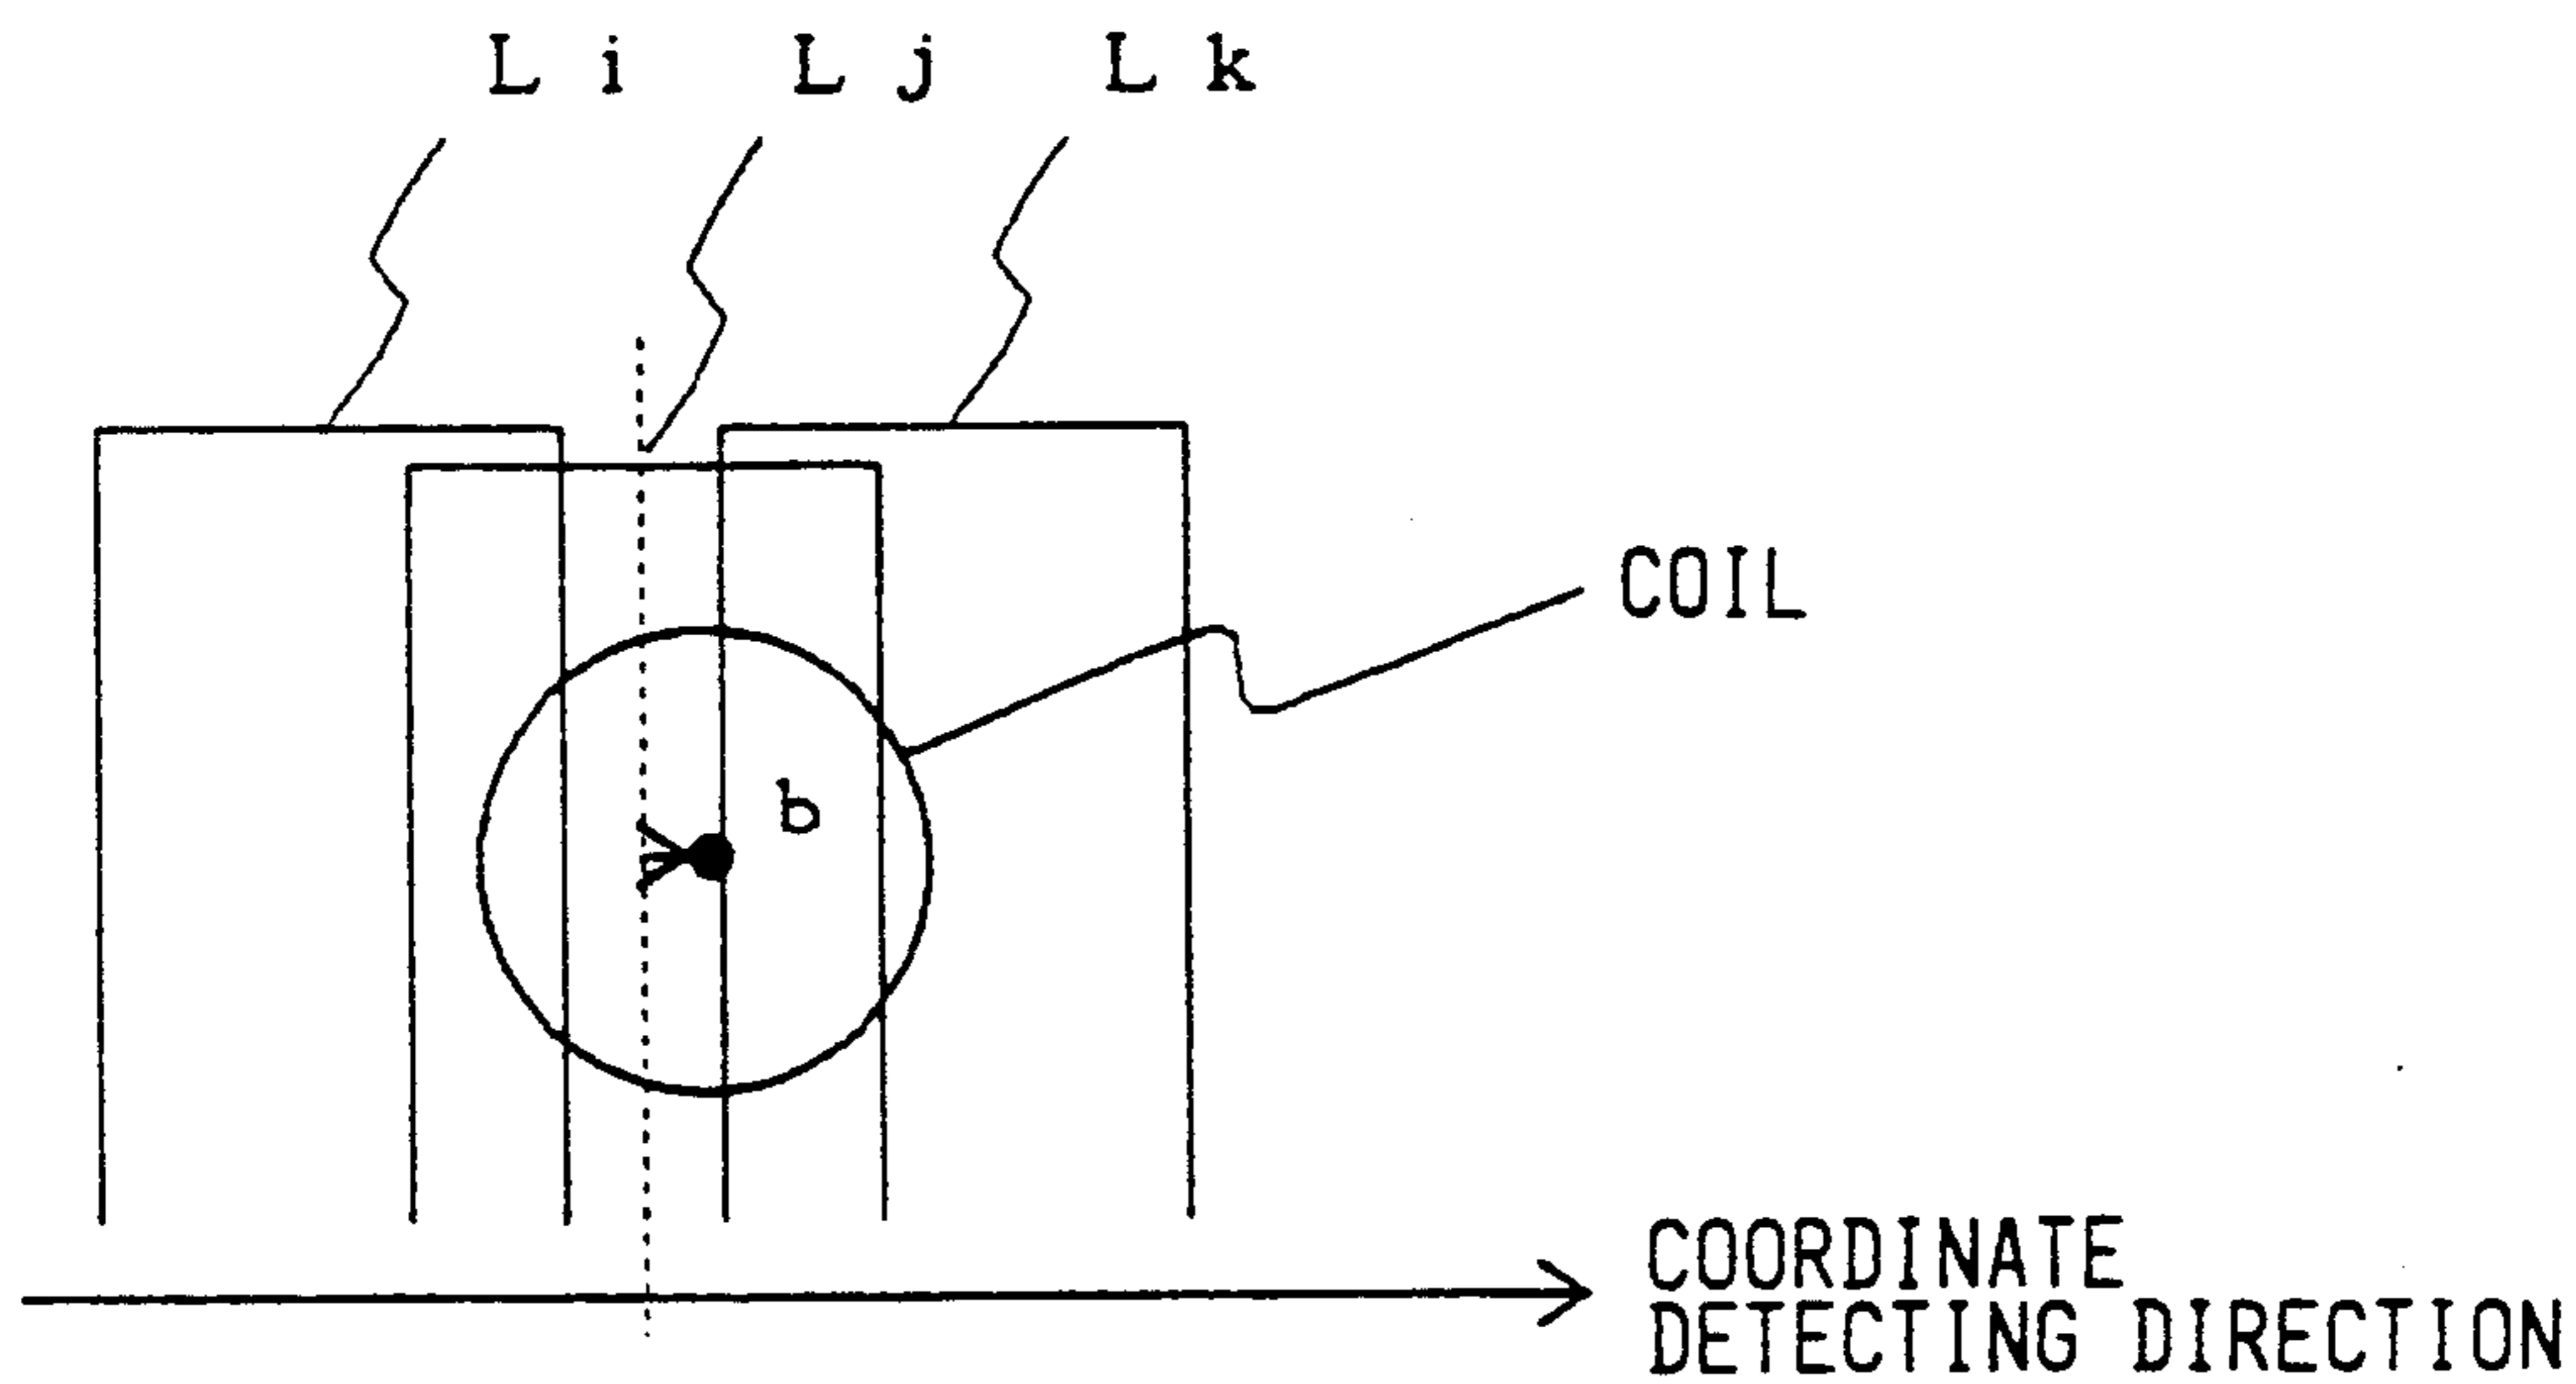 L i L j L k
COIL
b
COORDINATE
DETECTING DIRECTION